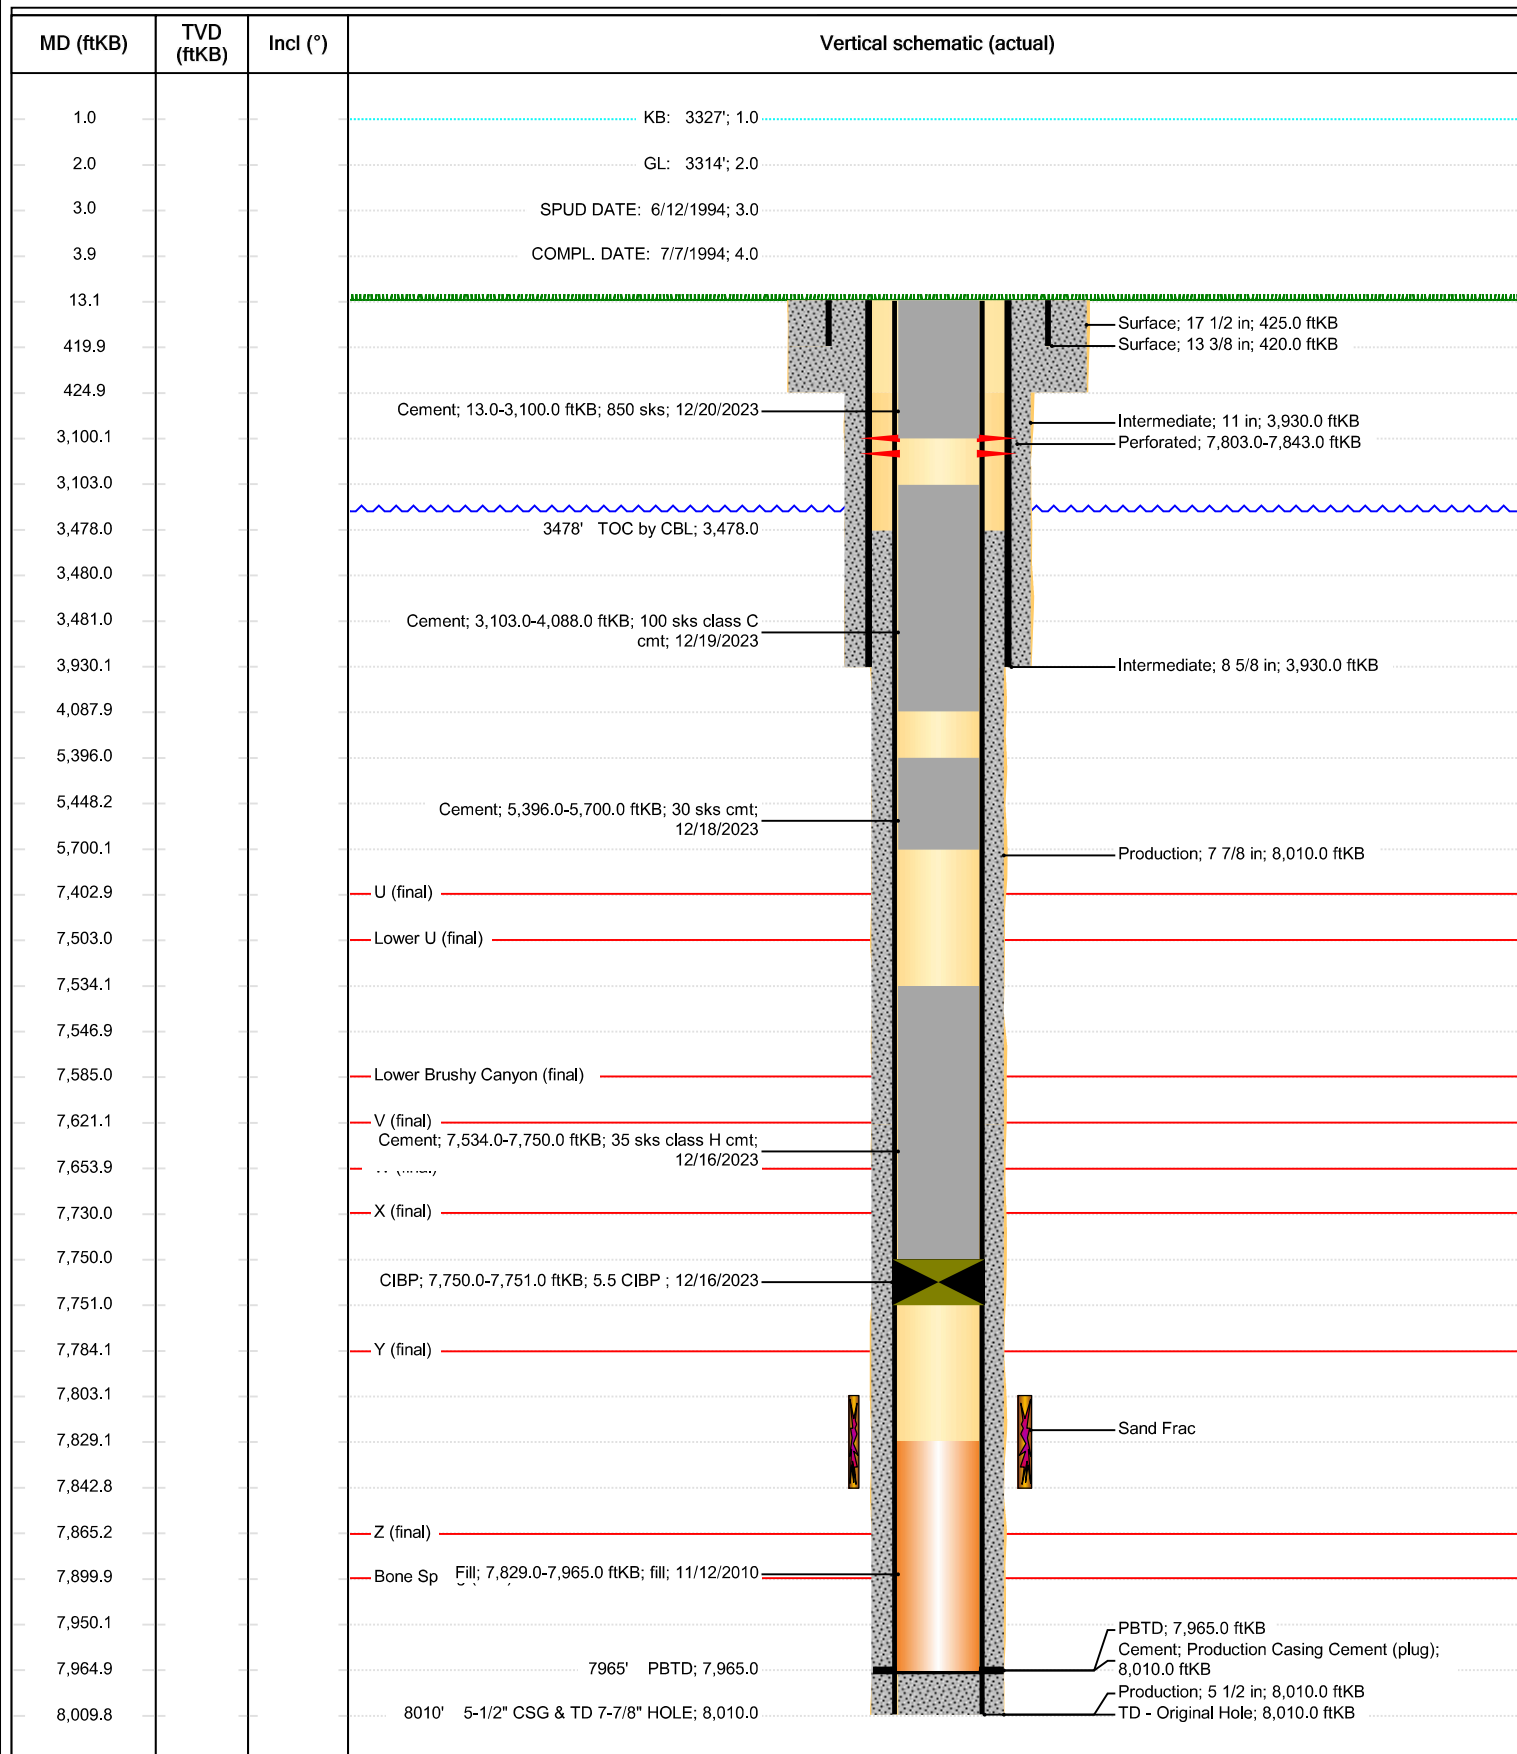 MD (ftKB)
TVD
(ftKB)
Incl (°)
Vertical schematic (actual)
1.0
KB: 3327'; 1.0
2.0
GL: 3314'; 2.0
3.0
SPUD DATE: 6/12/1994; 3.0
3.9
COMPL. DATE: 7/7/1994; 4.0
13.1
Surface; 17 1/2 in; 425.0 ftKB
419.9
Surface; 13 3/8 in; 420.0 ftKB
424.9
Cement; 13.0-3,100.0 ftKB; 850 sks; 12/20/2023
Intermediate; 11 in; 3,930.0 ftKB
3,100.1
Perforated; 7,803.0-7,843.0 ftKB
3,103.0
3,478.0
3478' TOC by CBL; 3,478.0
3,480.0
3,481.0
Cement; 3,103.0-4,088.0 ftKB; 100 sks class C
cmt; 12/19/2023
3,930.1
Intermediate; 8 5/8 in; 3,930.0 ftKB
4,087.9
5,396.0
5,448.2
Cement; 5,396.0-5,700.0 ftKB; 30 sks cmt;
12/18/2023
5,700.1
Production; 7 7/8 in; 8,010.0 ftKB
7,402.9
U (final)
7,503.0
Lower U (final)
7,534.1
7,546.9
7,585.0
Lower Brushy Canyon (final)
7,621.1
V (final)
Cement; 7,534.0-7,750.0 ftKB; 35 sks class H cmt;
12/16/2023
7,653.9
7,730.0
X (final)
7,750.0
CIBP; 7,750.0-7,751.0 ftKB; 5.5 CIBP ; 12/16/2023
7,751.0
7,784.1
Y (final)
7,803.1
Sand Frac
7,829.1
7,842.8
7,865.2
Z (final)
7,899.9
Bone Sp
Fill; 7,829.0-7,965.0 ftKB; fill; 11/12/2010
7,950.1
PBTD; 7,965.0 ftKB
Cement; Production Casing Cement (plug);
8,010.0 ftKB
7,964.9
7965' PBTD; 7,965.0
Production; 5 1/2 in; 8,010.0 ftKB
8,009.8
8010' 5-1/2" CSG & TD 7-7/8" HOLE; 8,010.0
TD - Original Hole; 8,010.0 ftKB